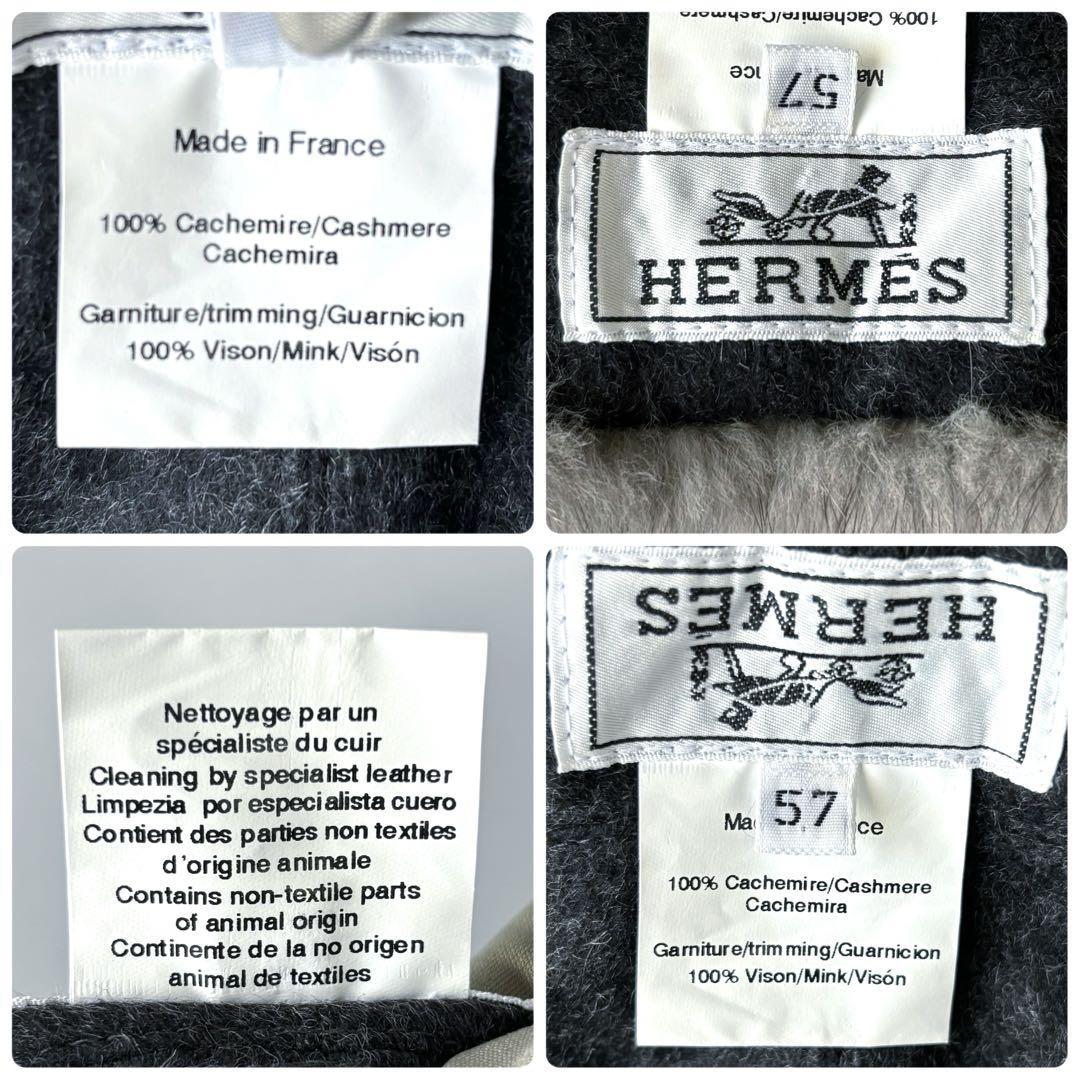 Made in France
100% Cachemire/Cashmere
Cachemira
Garniture/trimming/Guarnicion
100% Vison/Mink/Visón
100% Cachemire/Cashmere
57
HERMÈS
Nettoyage par un
spécialiste du cuir
Cleaning by specialist leather
Limpezia por especialista cuero
Contient des parties non textiles
d'origine animale
Contains non-textile parts
of animal origin
Continente de la no origen
animal de textiles
HERMÈS
57
100% Cachemire/Cashmere
Cachemira
Garniture/trimming/Guarnicion
100% Vison/Mink/Visón